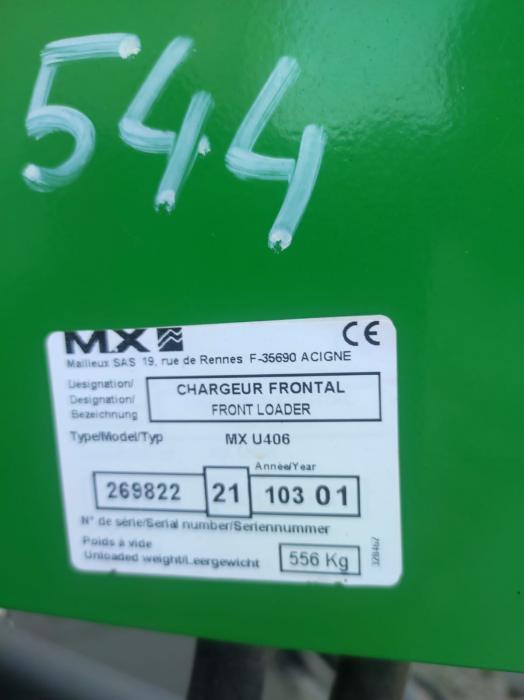 544
MX
CE
Mailleux SAS 19, rue de Rennes F-35690 ACIGNE
Désignation/
Designation/
Bezeichnung
CHARGEUR FRONTAL
FRONT LOADER
Type/Model/Typ MX U406
Année/Year
269822 21 103 01
N° de série/Serial number/Seriennummer
Poids à vide
Unloaded weight/Leergewicht
556 Kg
328462